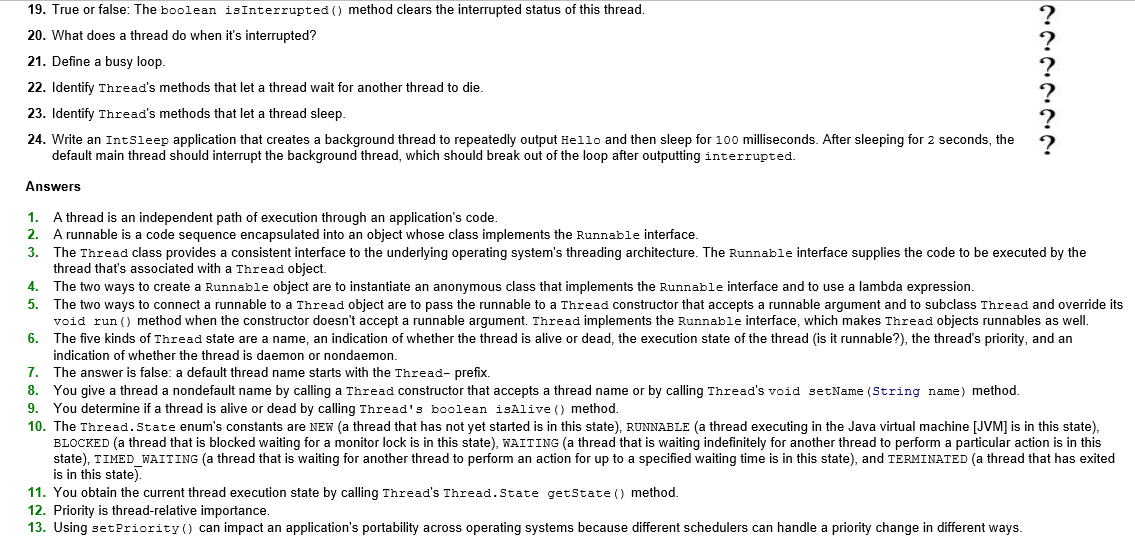 19. True or false: The boolean isInterrupted() method clears the interrupted status of this thread. ?
20. What does a thread do when it's interrupted? ?
21. Define a busy loop. ?
22. Identify Thread's methods that let a thread wait for another thread to die. ?
23. Identify Thread's methods that let a thread sleep. ?
24. Write an IntSleep application that creates a background thread to repeatedly output Hello and then sleep for 100 milliseconds. After sleeping for 2 seconds, the ?
default main thread should interrupt the background thread, which should break out of the loop after outputting interrupted.
Answers
1. A thread is an independent path of execution through an application's code.
2. A runnable is a code sequence encapsulated into an object whose class implements the Runnable interface.
3. The Thread class provides a consistent interface to the underlying operating system's threading architecture. The Runnable interface supplies the code to be executed by the
thread that's associated with a Thread object.
4. The two ways to create a Runnable object are to instantiate an anonymous class that implements the Runnable interface and to use a lambda expression.
5. The two ways to connect a runnable to a Thread object are to pass the runnable to a Thread constructor that accepts a runnable argument and to subclass Thread and override its
void run() method when the constructor doesn't accept a runnable argument. Thread implements the Runnable interface, which makes Thread objects runnables as well.
6. The five kinds of Thread state are a name, an indication of whether the thread is alive or dead, the execution state of the thread (is it runnable?), the thread's priority, and an
indication of whether the thread is daemon or nondaemon.
7. The answer is false: a default thread name starts with the Thread- prefix.
8. You give a thread a nondefault name by calling a Thread constructor that accepts a thread name or by calling Thread's void setName(String name) method.
9. You determine if a thread is alive or dead by calling Thread's boolean isAlive() method.
10. The Thread.State enum's constants are NEW (a thread that has not yet started is in this state), RUNNABLE (a thread executing in the Java virtual machine [JVM] is in this state),
BLOCKED (a thread that is blocked waiting for a monitor lock is in this state), WAITING (a thread that is waiting indefinitely for another thread to perform a particular action is in this
state), TIMED_WAITING (a thread that is waiting for another thread to perform an action for up to a specified waiting time is in this state), and TERMINATED (a thread that has exited
is in this state).
11. You obtain the current thread execution state by calling Thread's Thread.State getState() method.
12. Priority is thread-relative importance.
13. Using setPriority() can impact an application's portability across operating systems because different schedulers can handle a priority change in different ways.